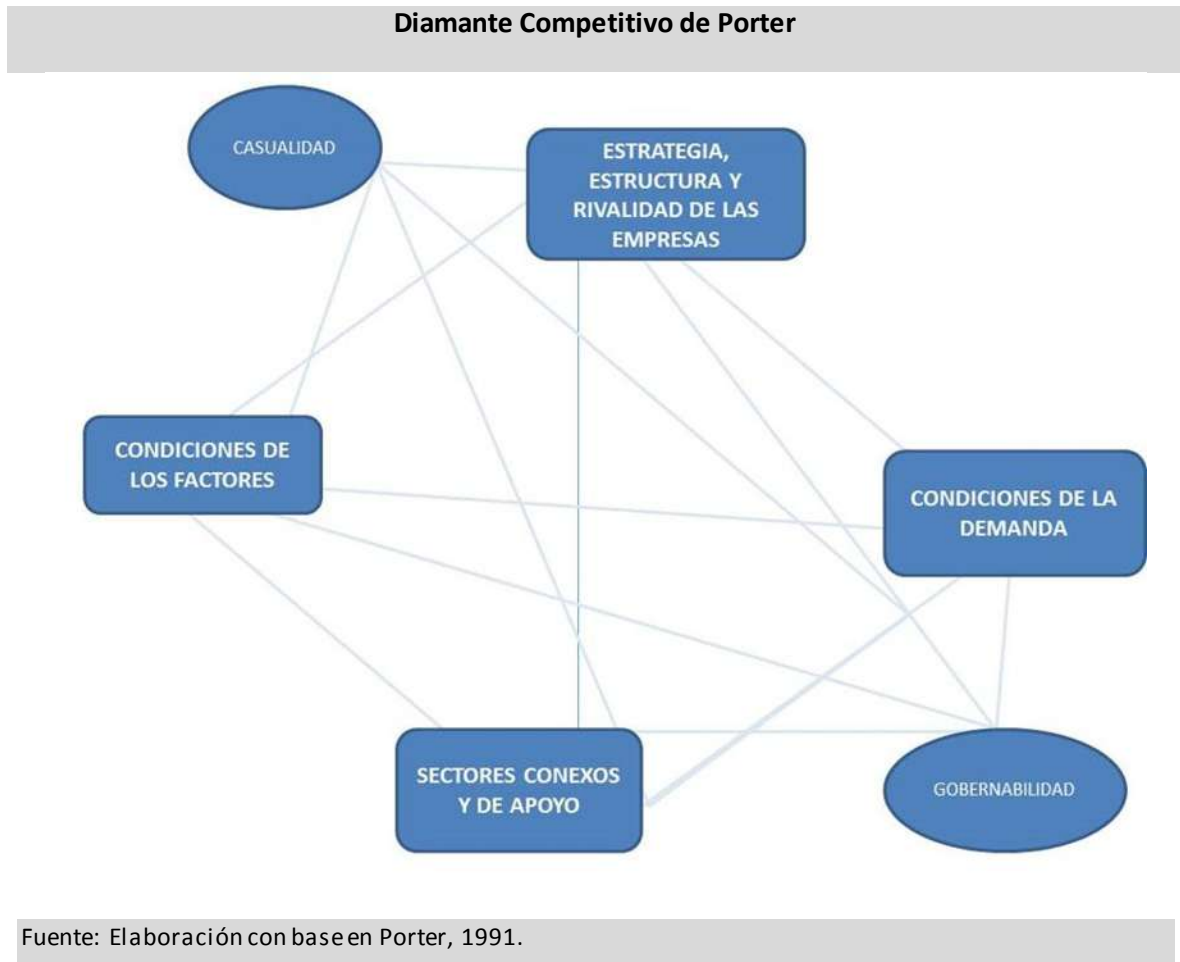 Diamante Competitivo de Porter
CASUALIDAD
ESTRATEGIA,
ESTRUCTURA Y
RIVALIDAD DE LAS
EMPRESAS
CONDICIONES DE
LOS FACTORES
CONDICIONES DE LA
DEMANDA
SECTORES CONEXOS
Y DE APOYO
GOBERNABILIDAD
Fuente: Elaboración con base en Porter, 1991.